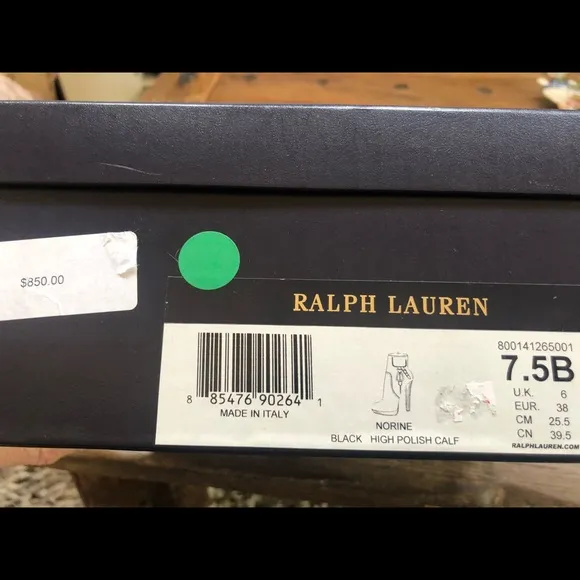 $850.00
RALPH LAUREN
800141265001
7.5B
U.K. 6
EUR. 38
CM 25.5
CN 39.5
RALPHLAUREN.COM
8 85476 90264 1
MADE IN ITALY
NORINE
BLACK HIGH POLISH CALF